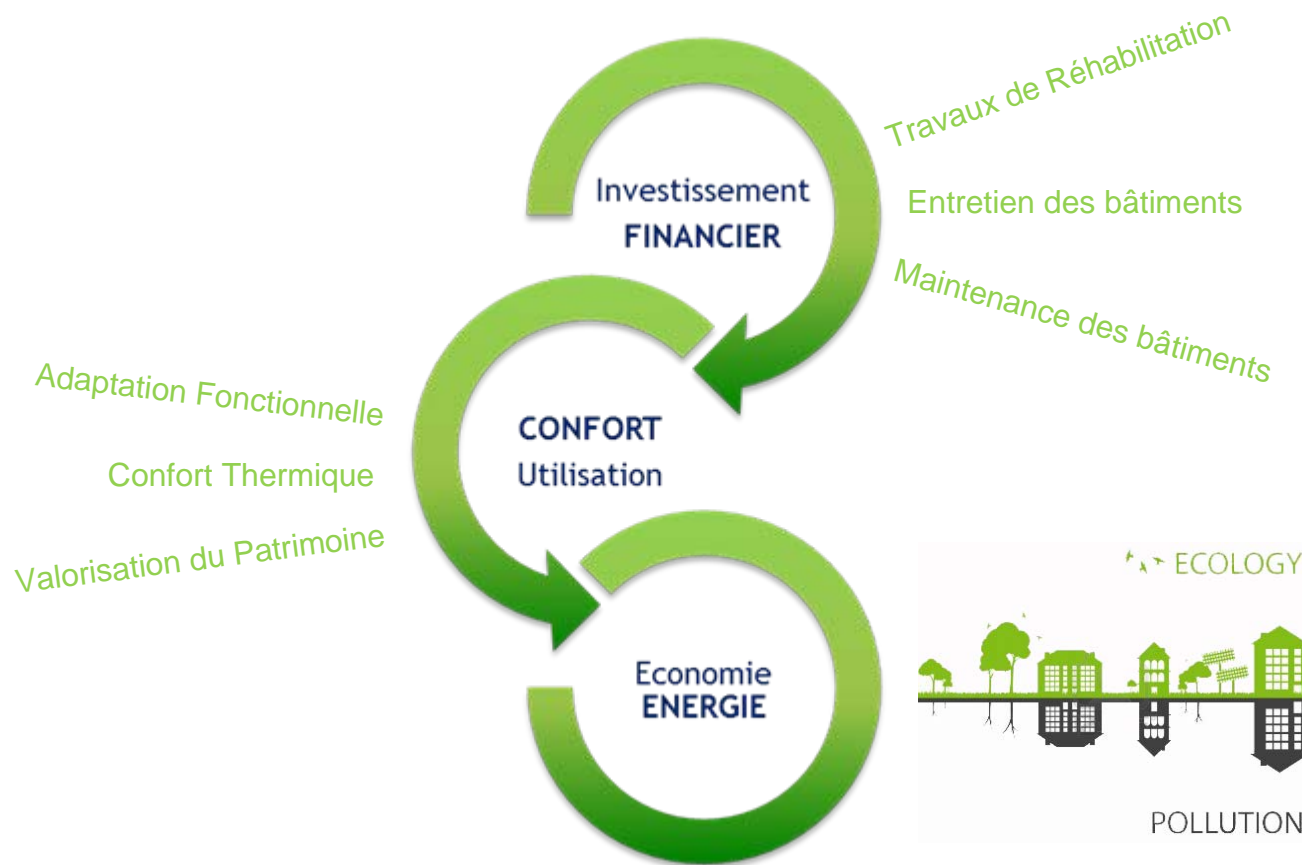 Travaux de Réhabilitation
Investissement
FINANCIER
Entretien des bâtiments
Maintenance des bâtiments
Adaptation Fonctionnelle
CONFORT
Utilisation
Confort Thermique
Valorisation du Patrimoine
ECOLOGY
Economie
ENERGIE
POLLUTION